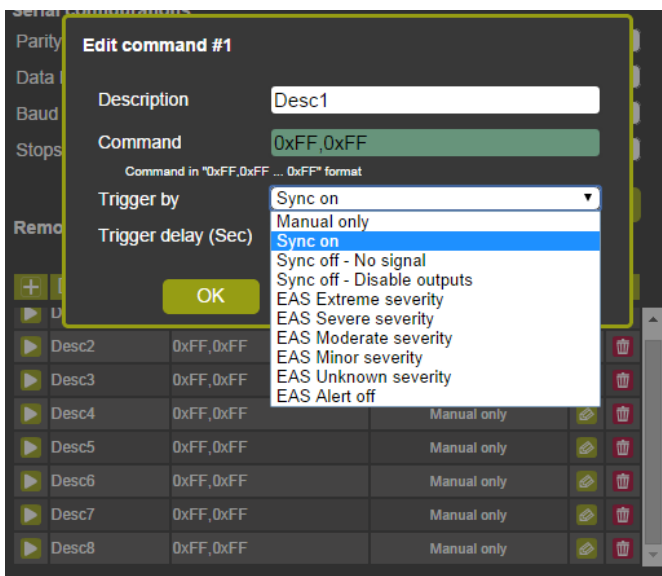 Serial configurations
Parity
Data
Baud
Stops
Edit command #1
Description Desc1
Command 0xFF,0xFF
Command in "0xFF,0xFF ... 0xFF" format
Trigger by Sync on
Manual only
Sync on
Sync off - No signal
Sync off - Disable outputs
EAS Extreme severity
EAS Severe severity
EAS Moderate severity
EAS Minor severity
EAS Unknown severity
EAS Alert off
Trigger delay (Sec)
OK
Remo
Desc2 0xFF,0xFF
Desc3 0xFF,0xFF
Desc4 0xFF,0xFF Manual only
Desc5 0xFF,0xFF Manual only
Desc6 0xFF,0xFF Manual only
Desc7 0xFF,0xFF Manual only
Desc8 0xFF,0xFF Manual only